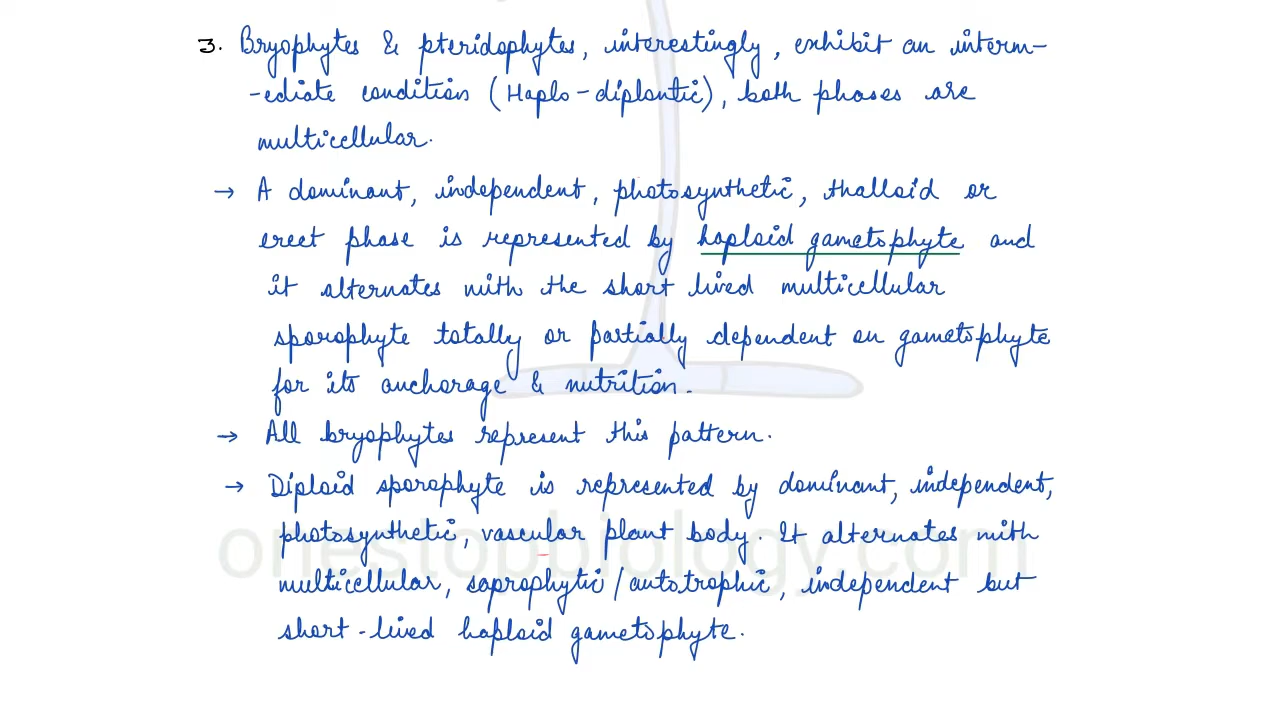 3. Bryophytes & pteridophytes, interestingly, exhibit an interm-
-ediate condition (Haplo-diplontic), both phases are
multicellular.
→ A dominant, independent, photosynthetic, thalloid or
erect phase is represented by haploid gametophyte and
it alternates with the short lived multicellular
sporophyte totally or partially dependent on gametophyte
for its anchorage & nutrition.
→ All bryophytes represent this pattern.
→ Diploid sporophyte is represented by dominant, independent,
photosynthetic, vascular plant body. It alternates with
onestopbiology.com
multicellular, saprophytic/autotrophic, independent but
short-lived haploid gametophyte.